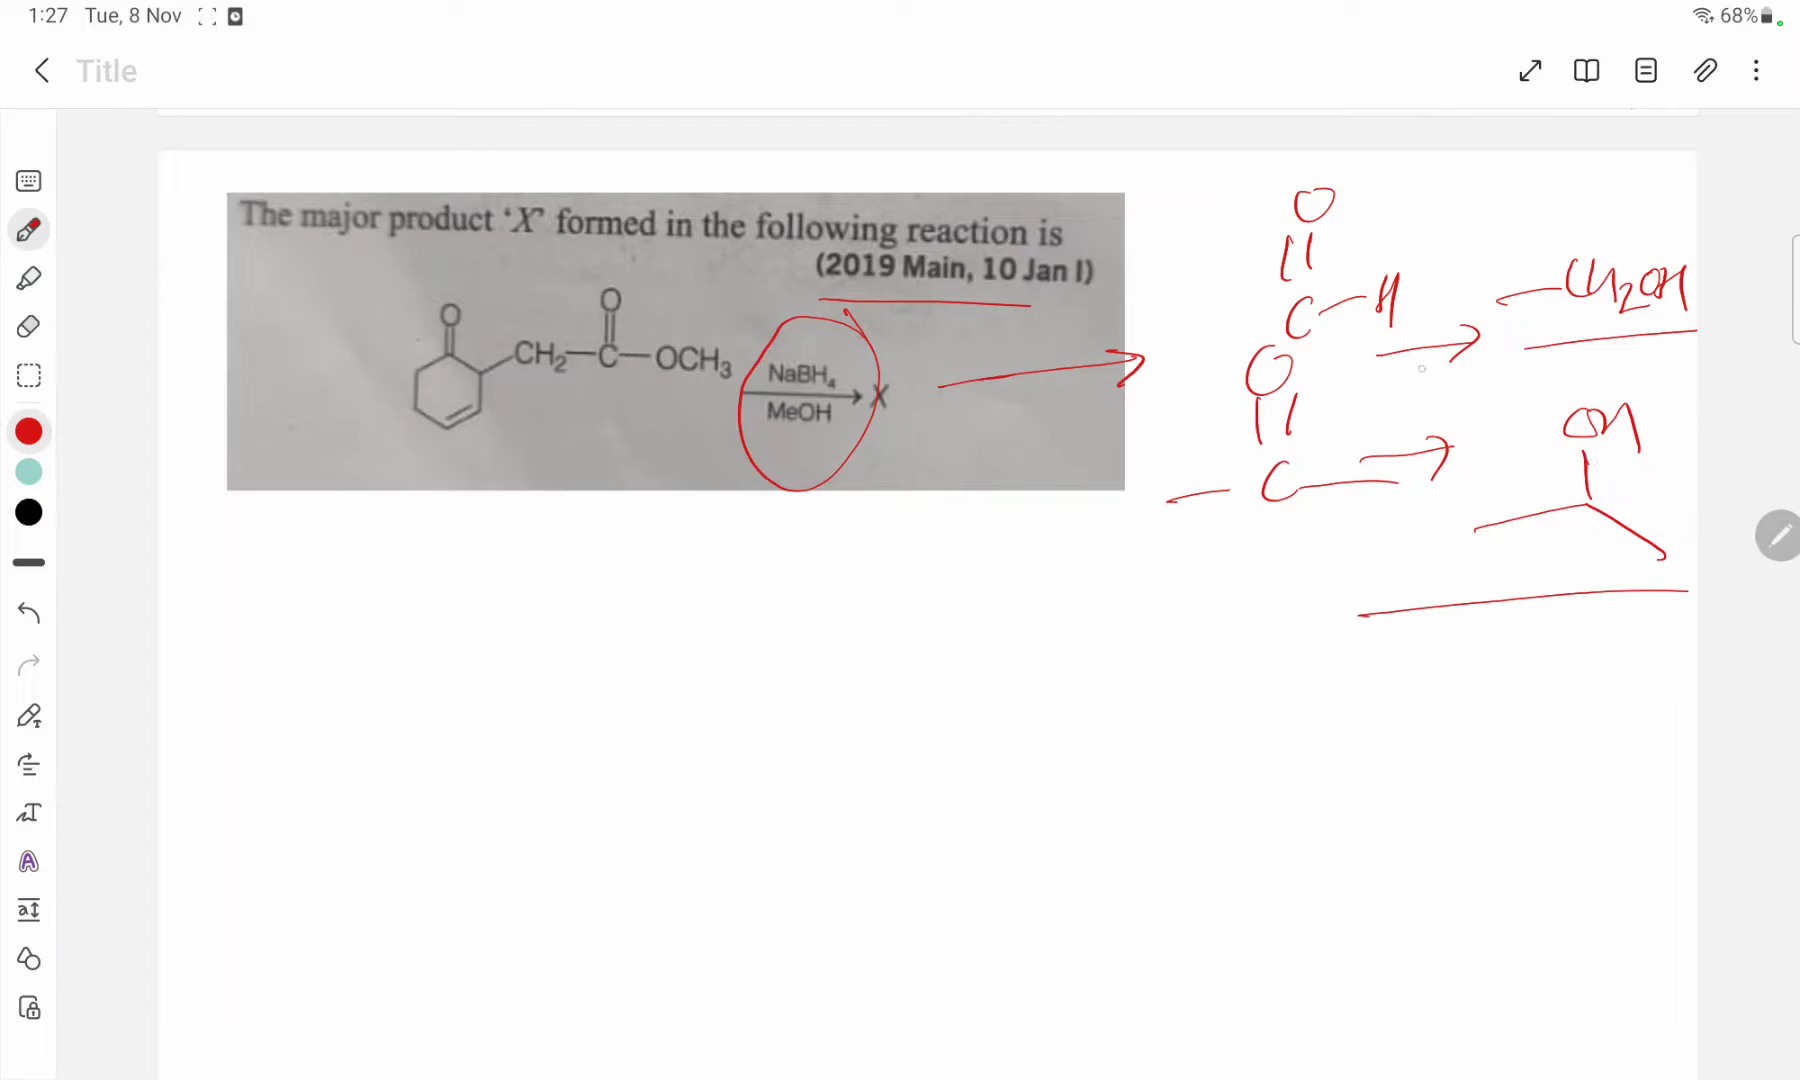 1:27 Tue, 8 Nov
68%
Title
The major product 'X' formed in the following reaction is
(2019 Main, 10 Jan I)
O
O
CH₂—C—OCH₃
NaBH₄
MeOH
X
O
C—H
—CH₂OH
O
—C—
OH